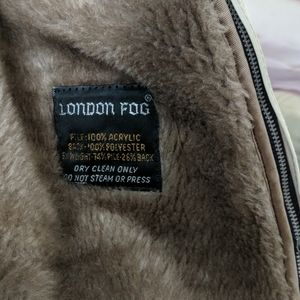 LONDON FOG®
PILE:100% ACRYLIC
BACK:100% POLYESTER
BY WEIGHT 74% PILE-26% BACK
DRY CLEAN ONLY
DO NOT STEAM OR PRESS